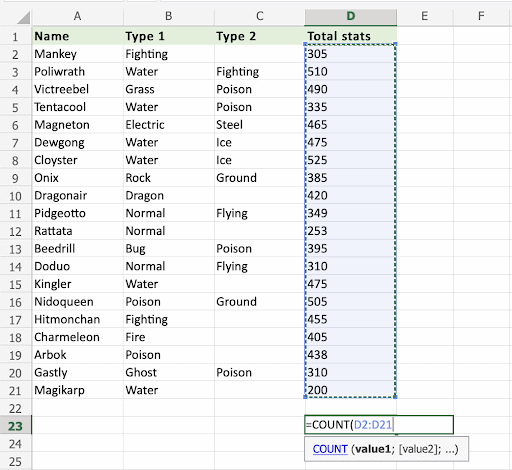 A B C D E F
1 Name Type 1 Type 2 Total stats
2 Mankey Fighting 305
3 Poliwrath Water Fighting 510
4 Victreebel Grass Poison 490
5 Tentacool Water Poison 335
6 Magneton Electric Steel 465
7 Dewgong Water Ice 475
8 Cloyster Water Ice 525
9 Onix Rock Ground 385
10 Dragonair Dragon 420
11 Pidgeotto Normal Flying 349
12 Rattata Normal 253
13 Beedrill Bug Poison 395
14 Doduo Normal Flying 310
15 Kingler Water 475
16 Nidoqueen Poison Ground 505
17 Hitmonchan Fighting 455
18 Charmeleon Fire 405
19 Arbok Poison 438
20 Gastly Ghost Poison 310
21 Magikarp Water 200
22
23 =COUNT(D2:D21
24 COUNT (value1; [value2]; ...)
25